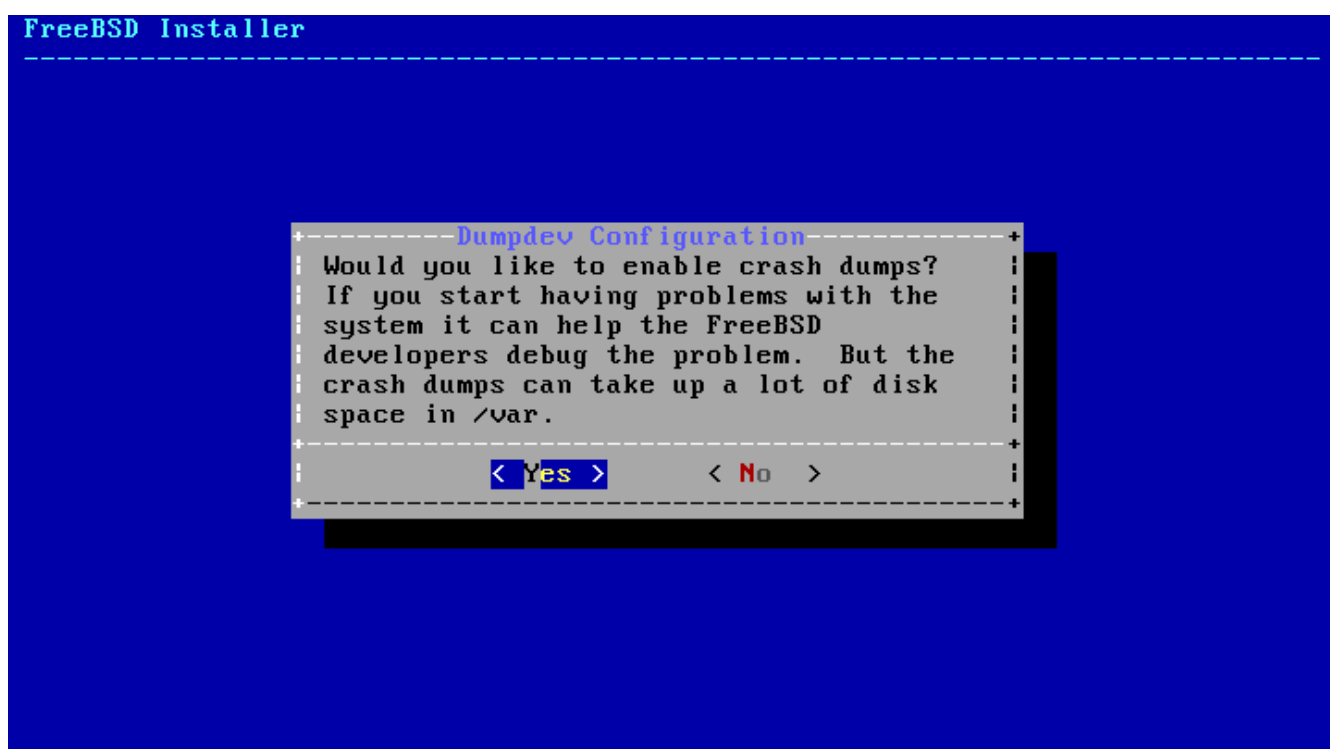 FreeBSD Installer
Dumpdev Configuration
Would you like to enable crash dumps?
If you start having problems with the
system it can help the FreeBSD
developers debug the problem.  But the
crash dumps can take up a lot of disk
space in /var.
< Yes > < No >